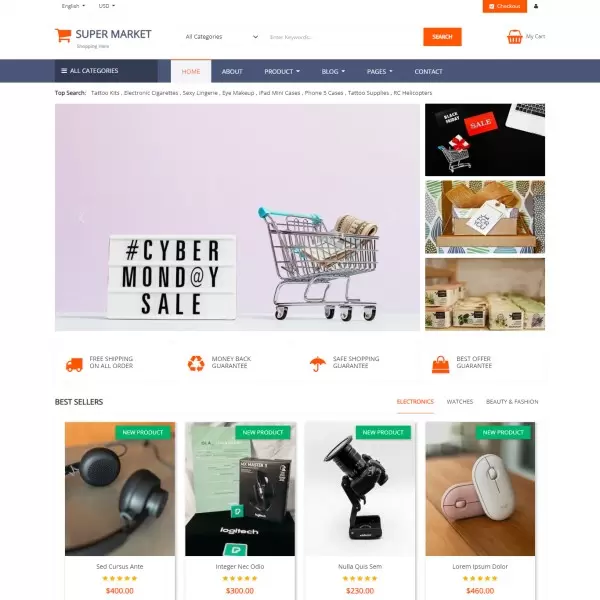 English
USD
Checkout
SUPER MARKET
Shopping Here
All Categories
Enter Keywords..
SEARCH
My Cart
ALL CATEGORIES
HOME
ABOUT
PRODUCT
BLOG
PAGES
CONTACT
Top Search: Tattoo Kits , Electronic Cigarettes , Sexy Lingerie , Eye Makeup , iPad Mini Cases , Phone 5 Cases , Tattoo Supplies , RC Helicopters
#CYBER
MOND@Y
SALE
BLACK
FRIDAY
SALE
FREE SHIPPING
ON ALL ORDER
MONEY BACK
GUARANTEE
SAFE SHOPPING
GUARANTEE
BEST OFFER
GUARANTEE
BEST SELLERS
ELECTRONICS
WATCHES
BEAUTY & FASHION
NEW PRODUCT
MX MASTER 3
logitech
NEW PRODUCT
NEW PRODUCT
Sed Cursus Ante
Integer Nec Odio
Nulla Quis Sem
Lorem Ipsum Dolor
$400.00
$300.00
$230.00
$460.00